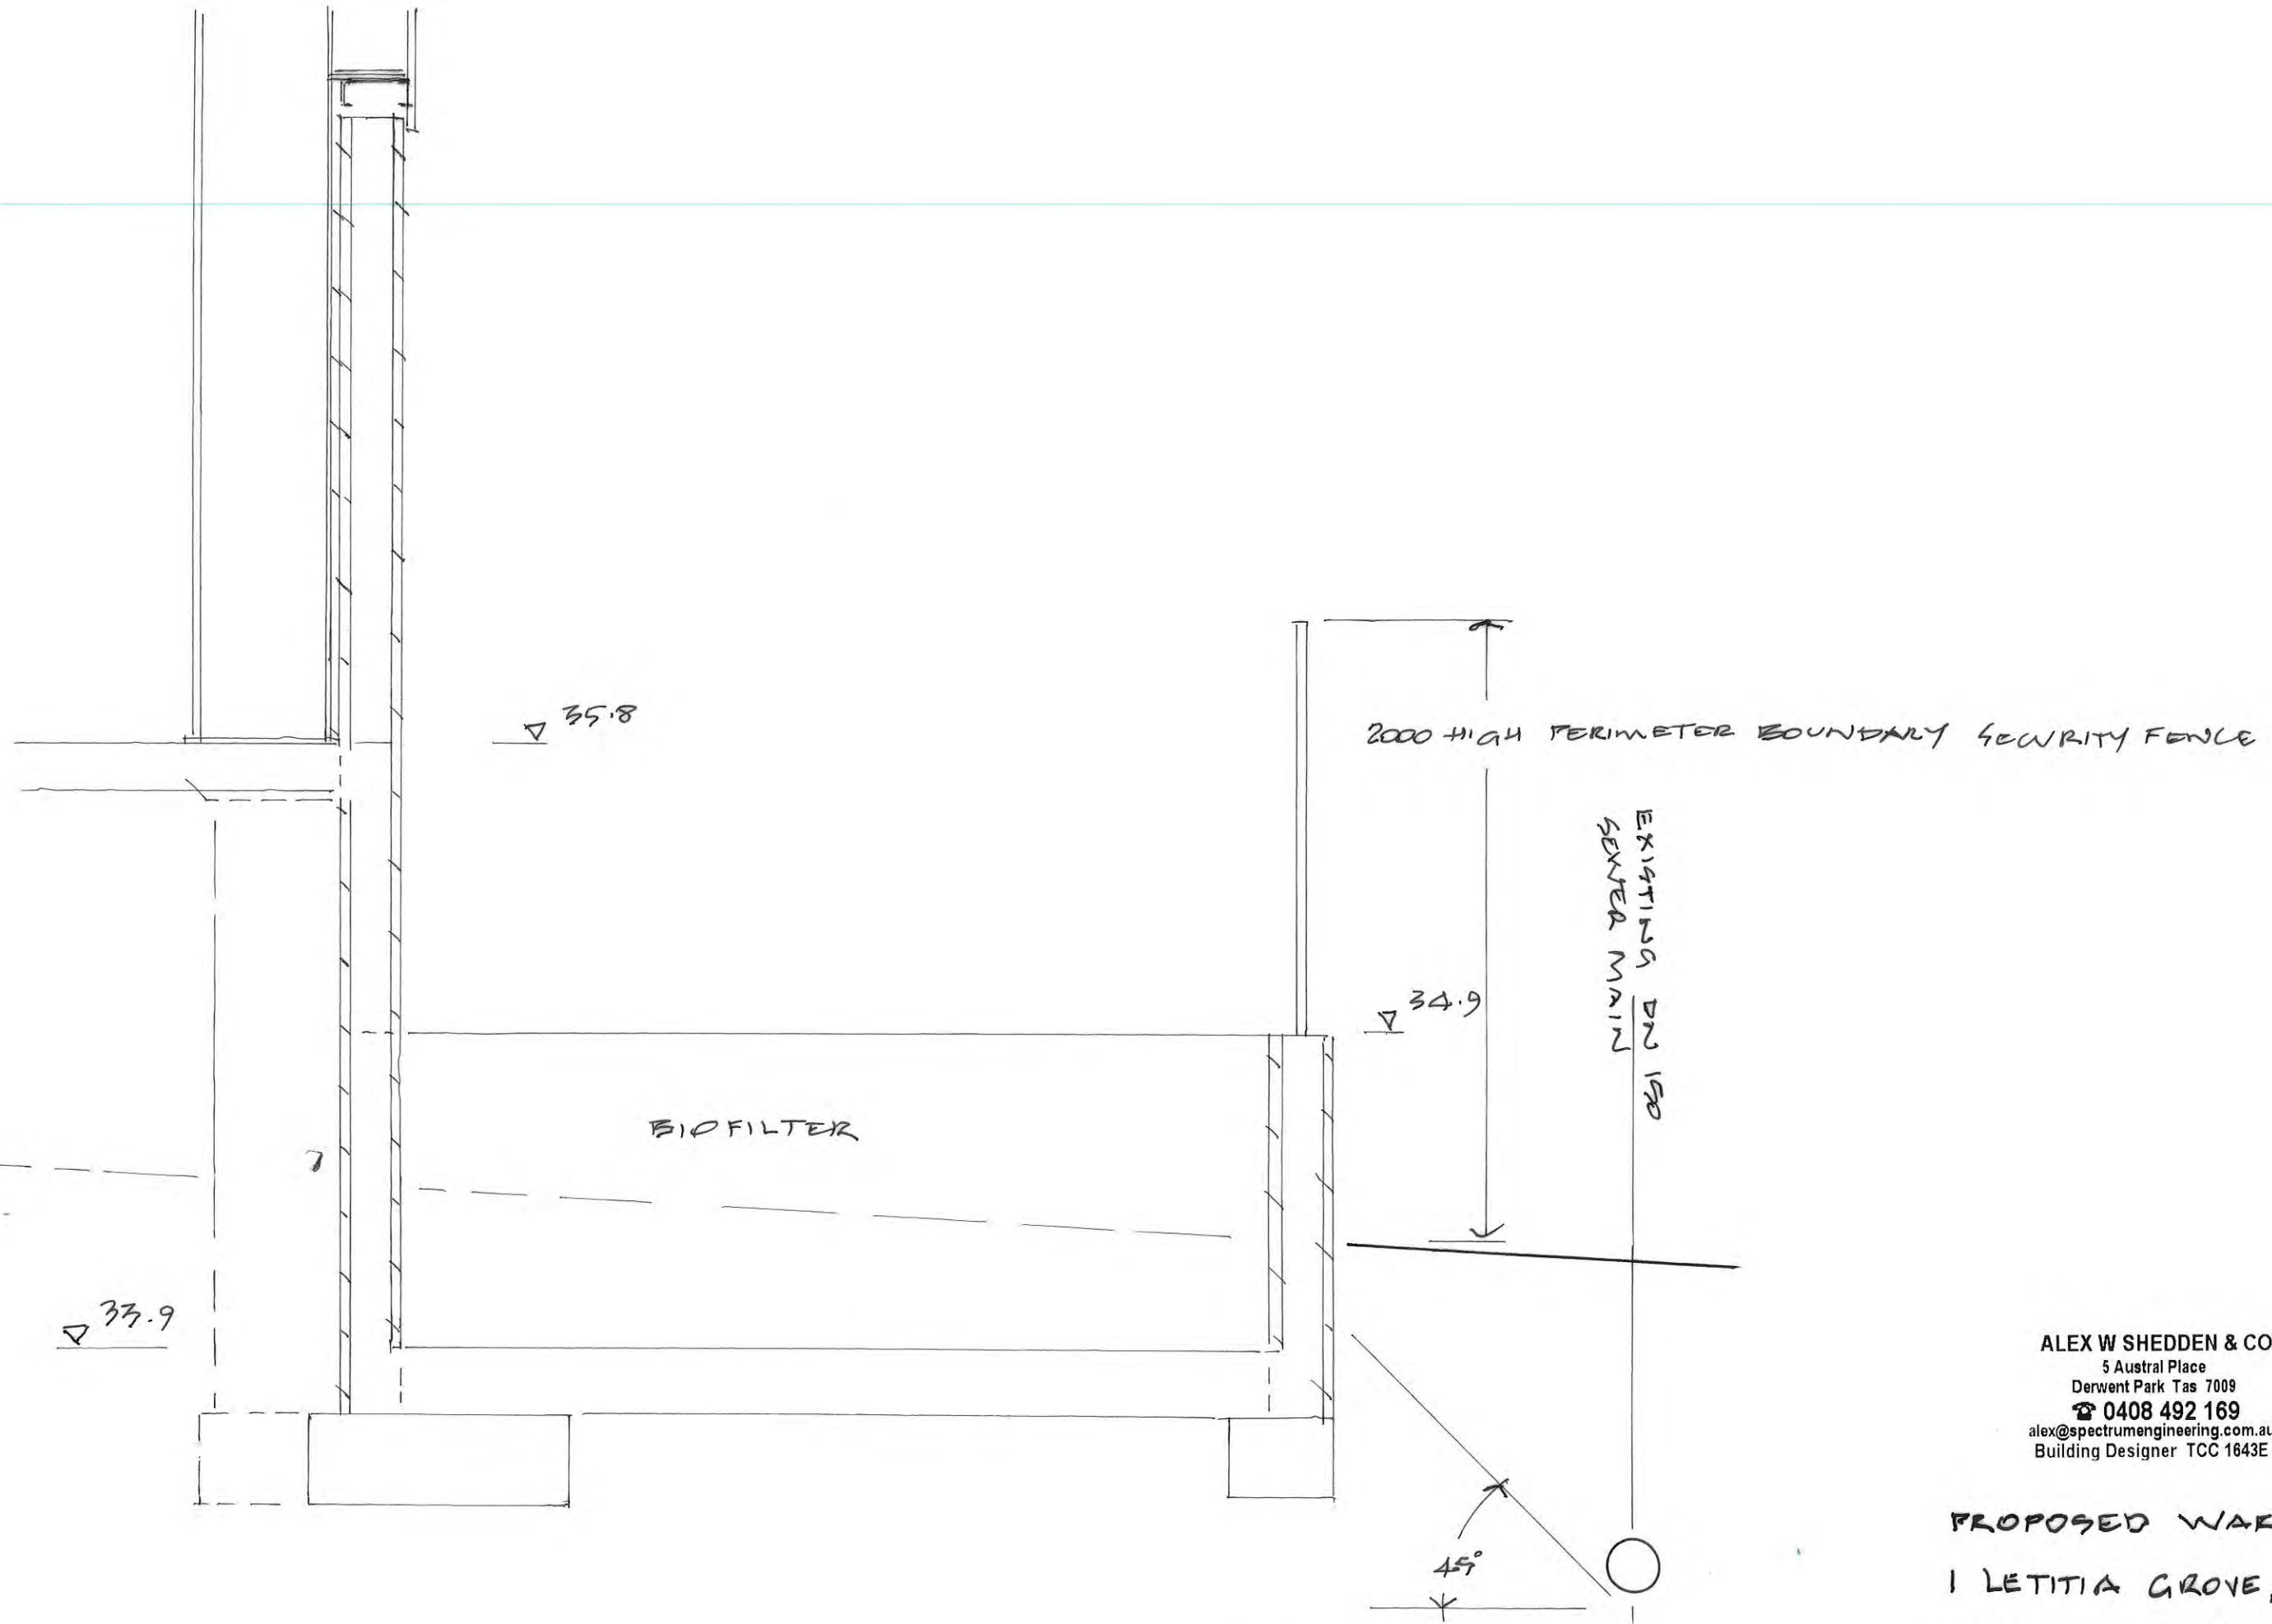 35.8
2000 HIGH PERIMETER BOUNDARY SECURITY FENCE
EXISTING DN 150
SEWER MAIN
34.9
BIOFILTER
33.9
45°
ALEX W SHEDDEN & CO
5 Austral Place
Derwent Park Tas 7009
☎ 0408 492 169
alex@spectrumengineering.com.au
Building Designer TCC 1643E
PROPOSED WAR
1 LETITIA GROVE,